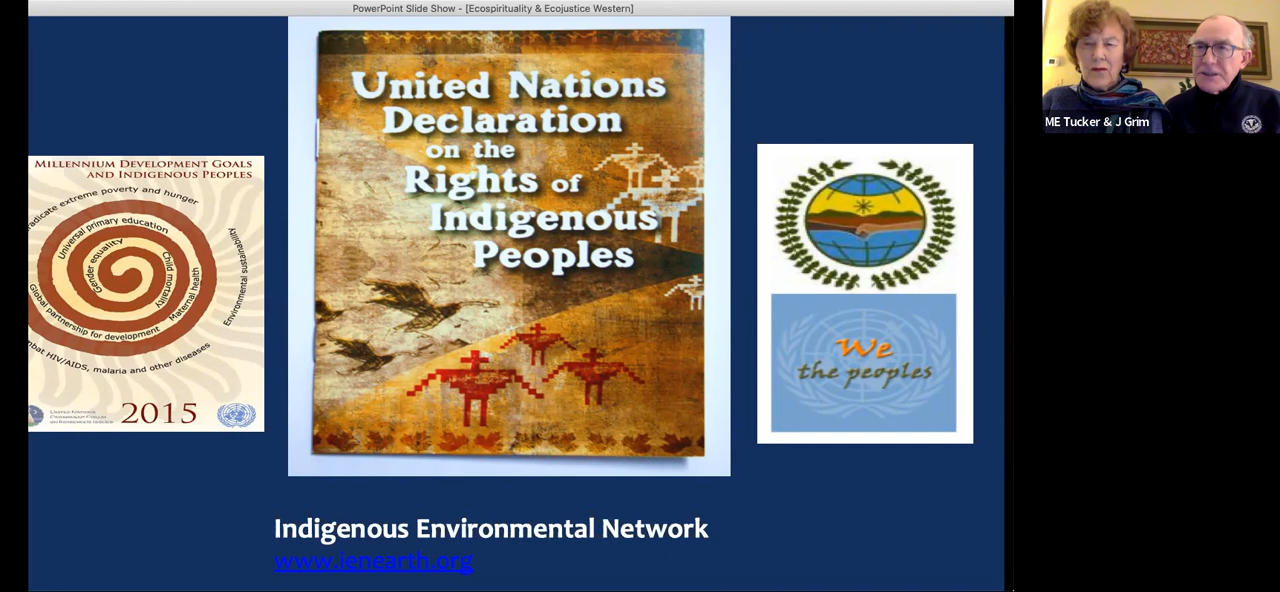 PowerPoint Slide Show - [Ecospirituality & Ecojustice Western]
ME Tucker & J Grim
MILLENNIUM DEVELOPMENT GOALS
AND INDIGENOUS PEOPLES
radicate extreme poverty and hunger
Universal primary education
Gender equality
Child mortality
Maternal health
Environmental sustainability
Global partnership for development
mbat HIV/AIDS, malaria and other diseases
2015
United Nations
Declaration
on the
Rights of
Indigenous
Peoples
We
the peoples
Indigenous Environmental Network
www.ienearth.org